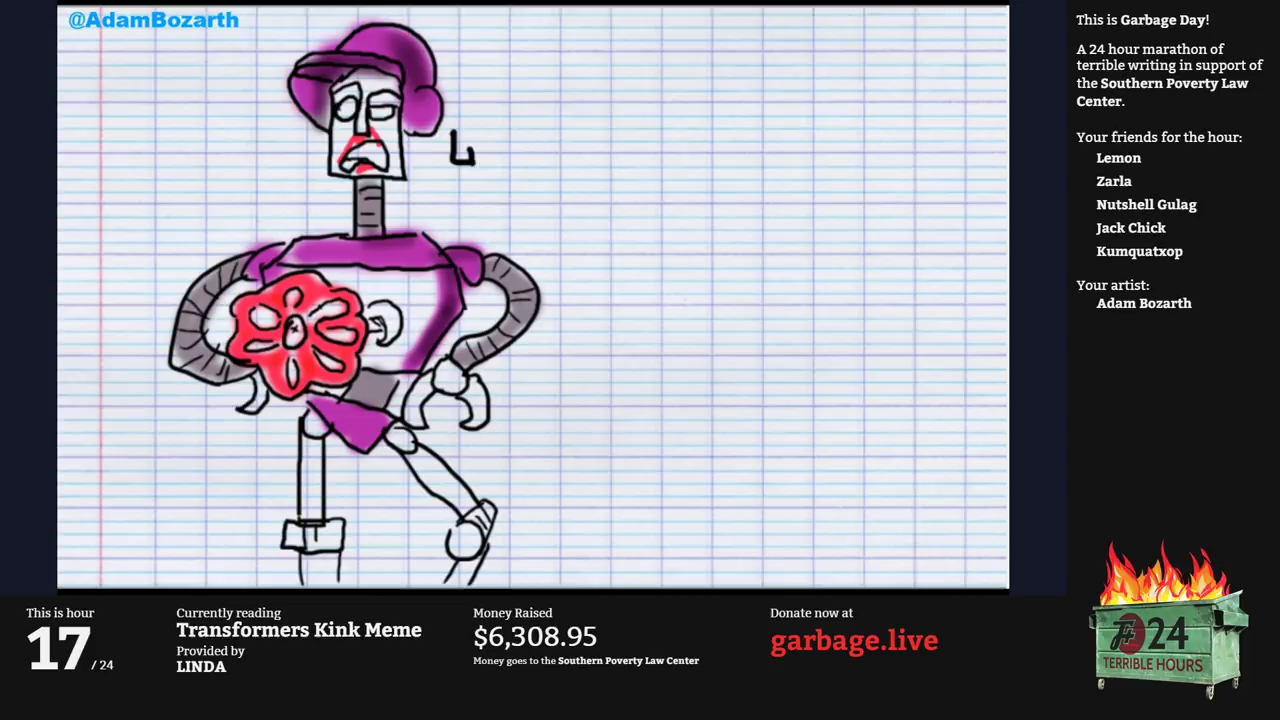 @AdamBozarth
L
This is Garbage Day!
A 24 hour marathon of
terrible writing in support of
the Southern Poverty Law
Center.
Your friends for the hour:
Lemon
Zarla
Nutshell Gulag
Jack Chick
Kumquatxop
Your artist:
Adam Bozarth
24
TERRIBLE HOURS
This is hour
17 / 24
Currently reading
Transformers Kink Meme
Provided by
LINDA
Money Raised
$6,308.95
Money goes to the Southern Poverty Law Center
Donate now at
garbage.live